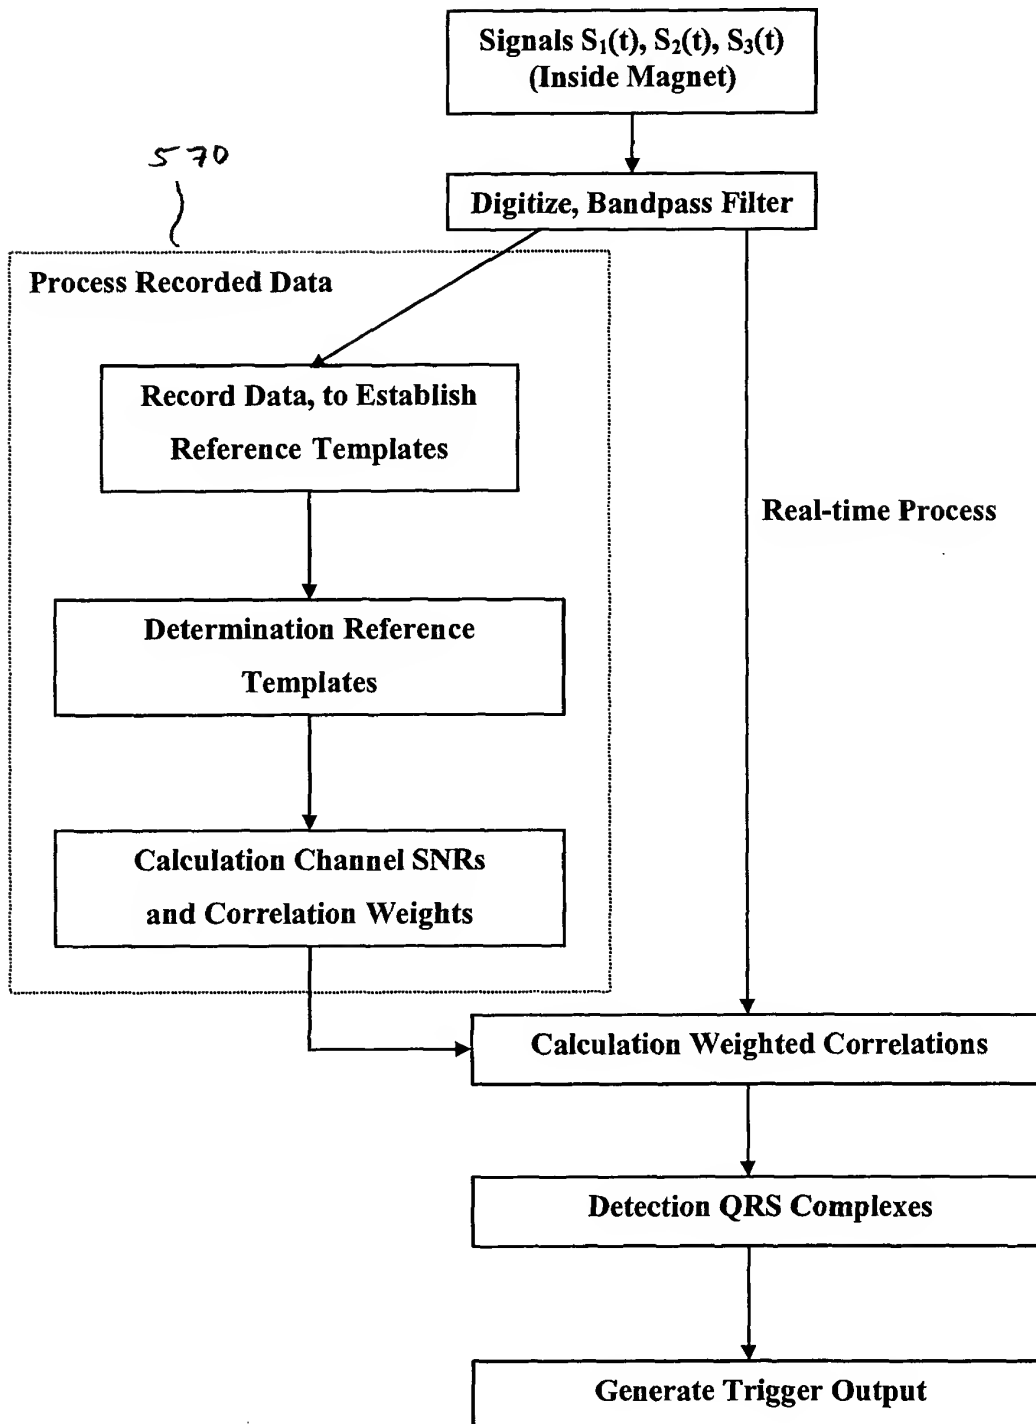 Signals S₁(t), S₂(t), S₃(t)
(Inside Magnet)
570
Digitize, Bandpass Filter
Process Recorded Data
Record Data, to Establish
Reference Templates
Real-time Process
Determination Reference
Templates
Calculation Channel SNRs
and Correlation Weights
Calculation Weighted Correlations
Detection QRS Complexes
Generate Trigger Output